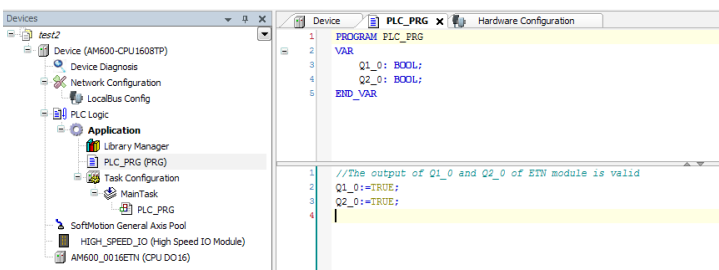 Devices
test2
Device (AM600-CPU1608TP)
Device Diagnosis
Network Configuration
LocalBus Config
PLC Logic
Application
Library Manager
PLC_PRG (PRG)
Task Configuration
MainTask
PLC_PRG
SoftMotion General Axis Pool
HIGH_SPEED_IO (High Speed IO Module)
AM600_0016ETN (CPU DO16)
Device PLC_PRG Hardware Configuration
1 PROGRAM PLC_PRG
2 VAR
3 Q1_0: BOOL;
4 Q2_0: BOOL;
5 END_VAR
1 //The output of Q1_0 and Q2_0 of ETN module is valid
2 Q1_0:=TRUE;
3 Q2_0:=TRUE;
4